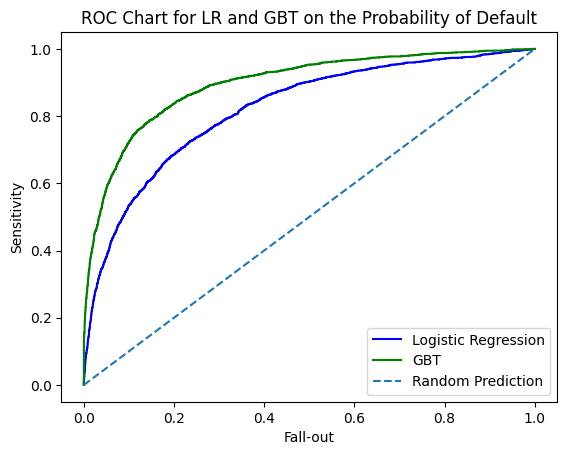 ROC Chart for LR and GBT on the Probability of Default
1.0
0.8
0.6
0.4
0.2
0.0
Sensitivity
Logistic Regression
GBT
Random Prediction
0.0 0.2 0.4 0.6 0.8 1.0
Fall-out